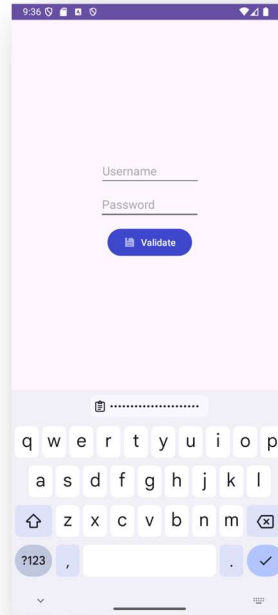 9:36
Username
Password
Validate
••••••••••••••••••••••
q w e r t y u i o p
a s d f g h j k l
z x c v b n m
?123 , .